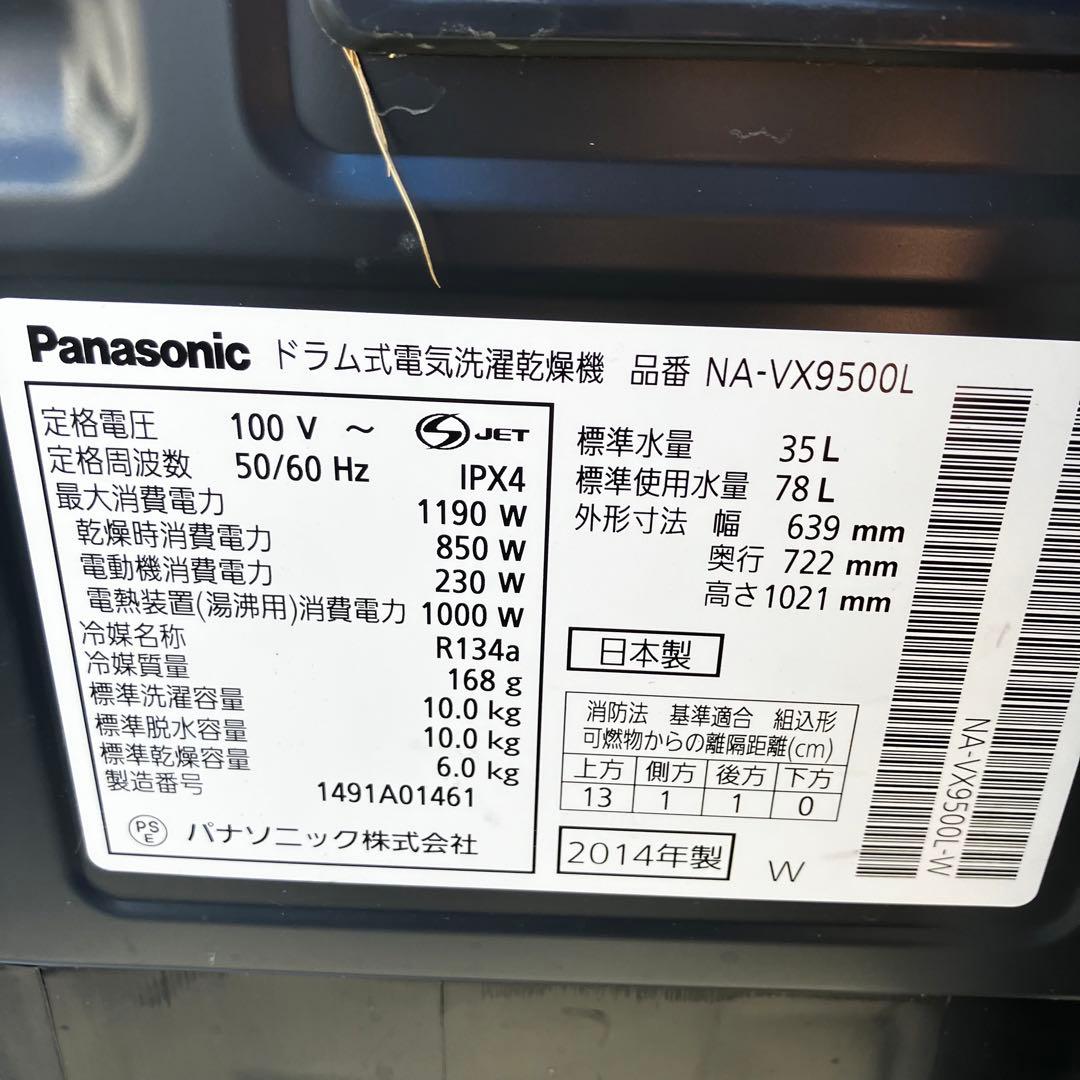 Panasonic ドラム式電気洗濯乾燥機 品番 NA-VX9500L
定格電圧 100 V ～ S JET
定格周波数 50/60 Hz IPX4
最大消費電力 1190 W
乾燥時消費電力 850 W
電動機消費電力 230 W
電熱装置(湯沸用)消費電力 1000 W
冷媒名称 R134a
冷媒質量 168 g
標準洗濯容量 10.0 kg
標準脱水容量 10.0 kg
標準乾燥容量 6.0 kg
製造番号 1491A01461
PS E パナソニック株式会社
標準水量 35 L
標準使用水量 78 L
外形寸法 幅 639 mm
奥行 722 mm
高さ 1021 mm
日本製
消防法 基準適合 組込形
可燃物からの離隔距離(cm)
上方 側方 後方 下方
13 1 1 0
2014年製 W
NA-VX9500L-W